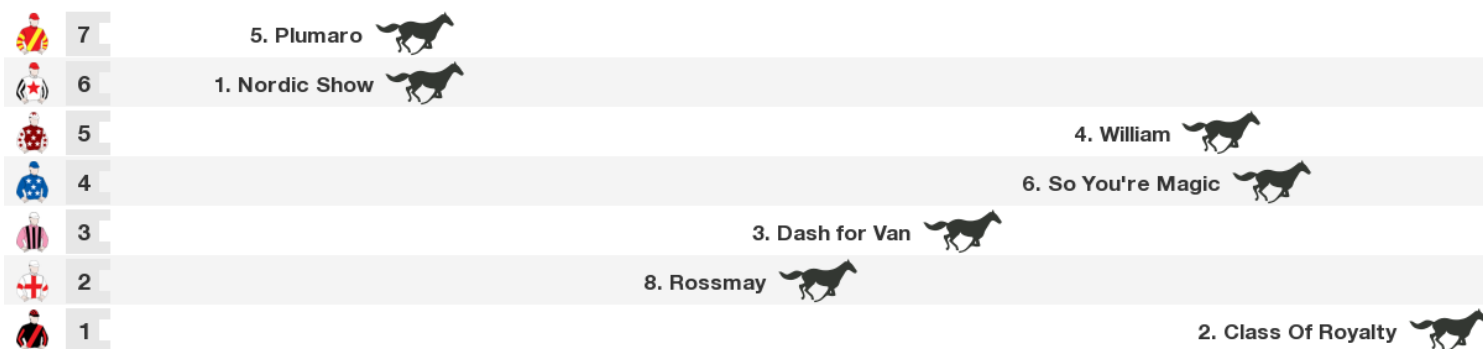 7 5. Plumaro
6 1. Nordic Show
5 4. William
4 6. So You're Magic
3 3. Dash for Van
2 8. Rossmay
1 2. Class Of Royalty